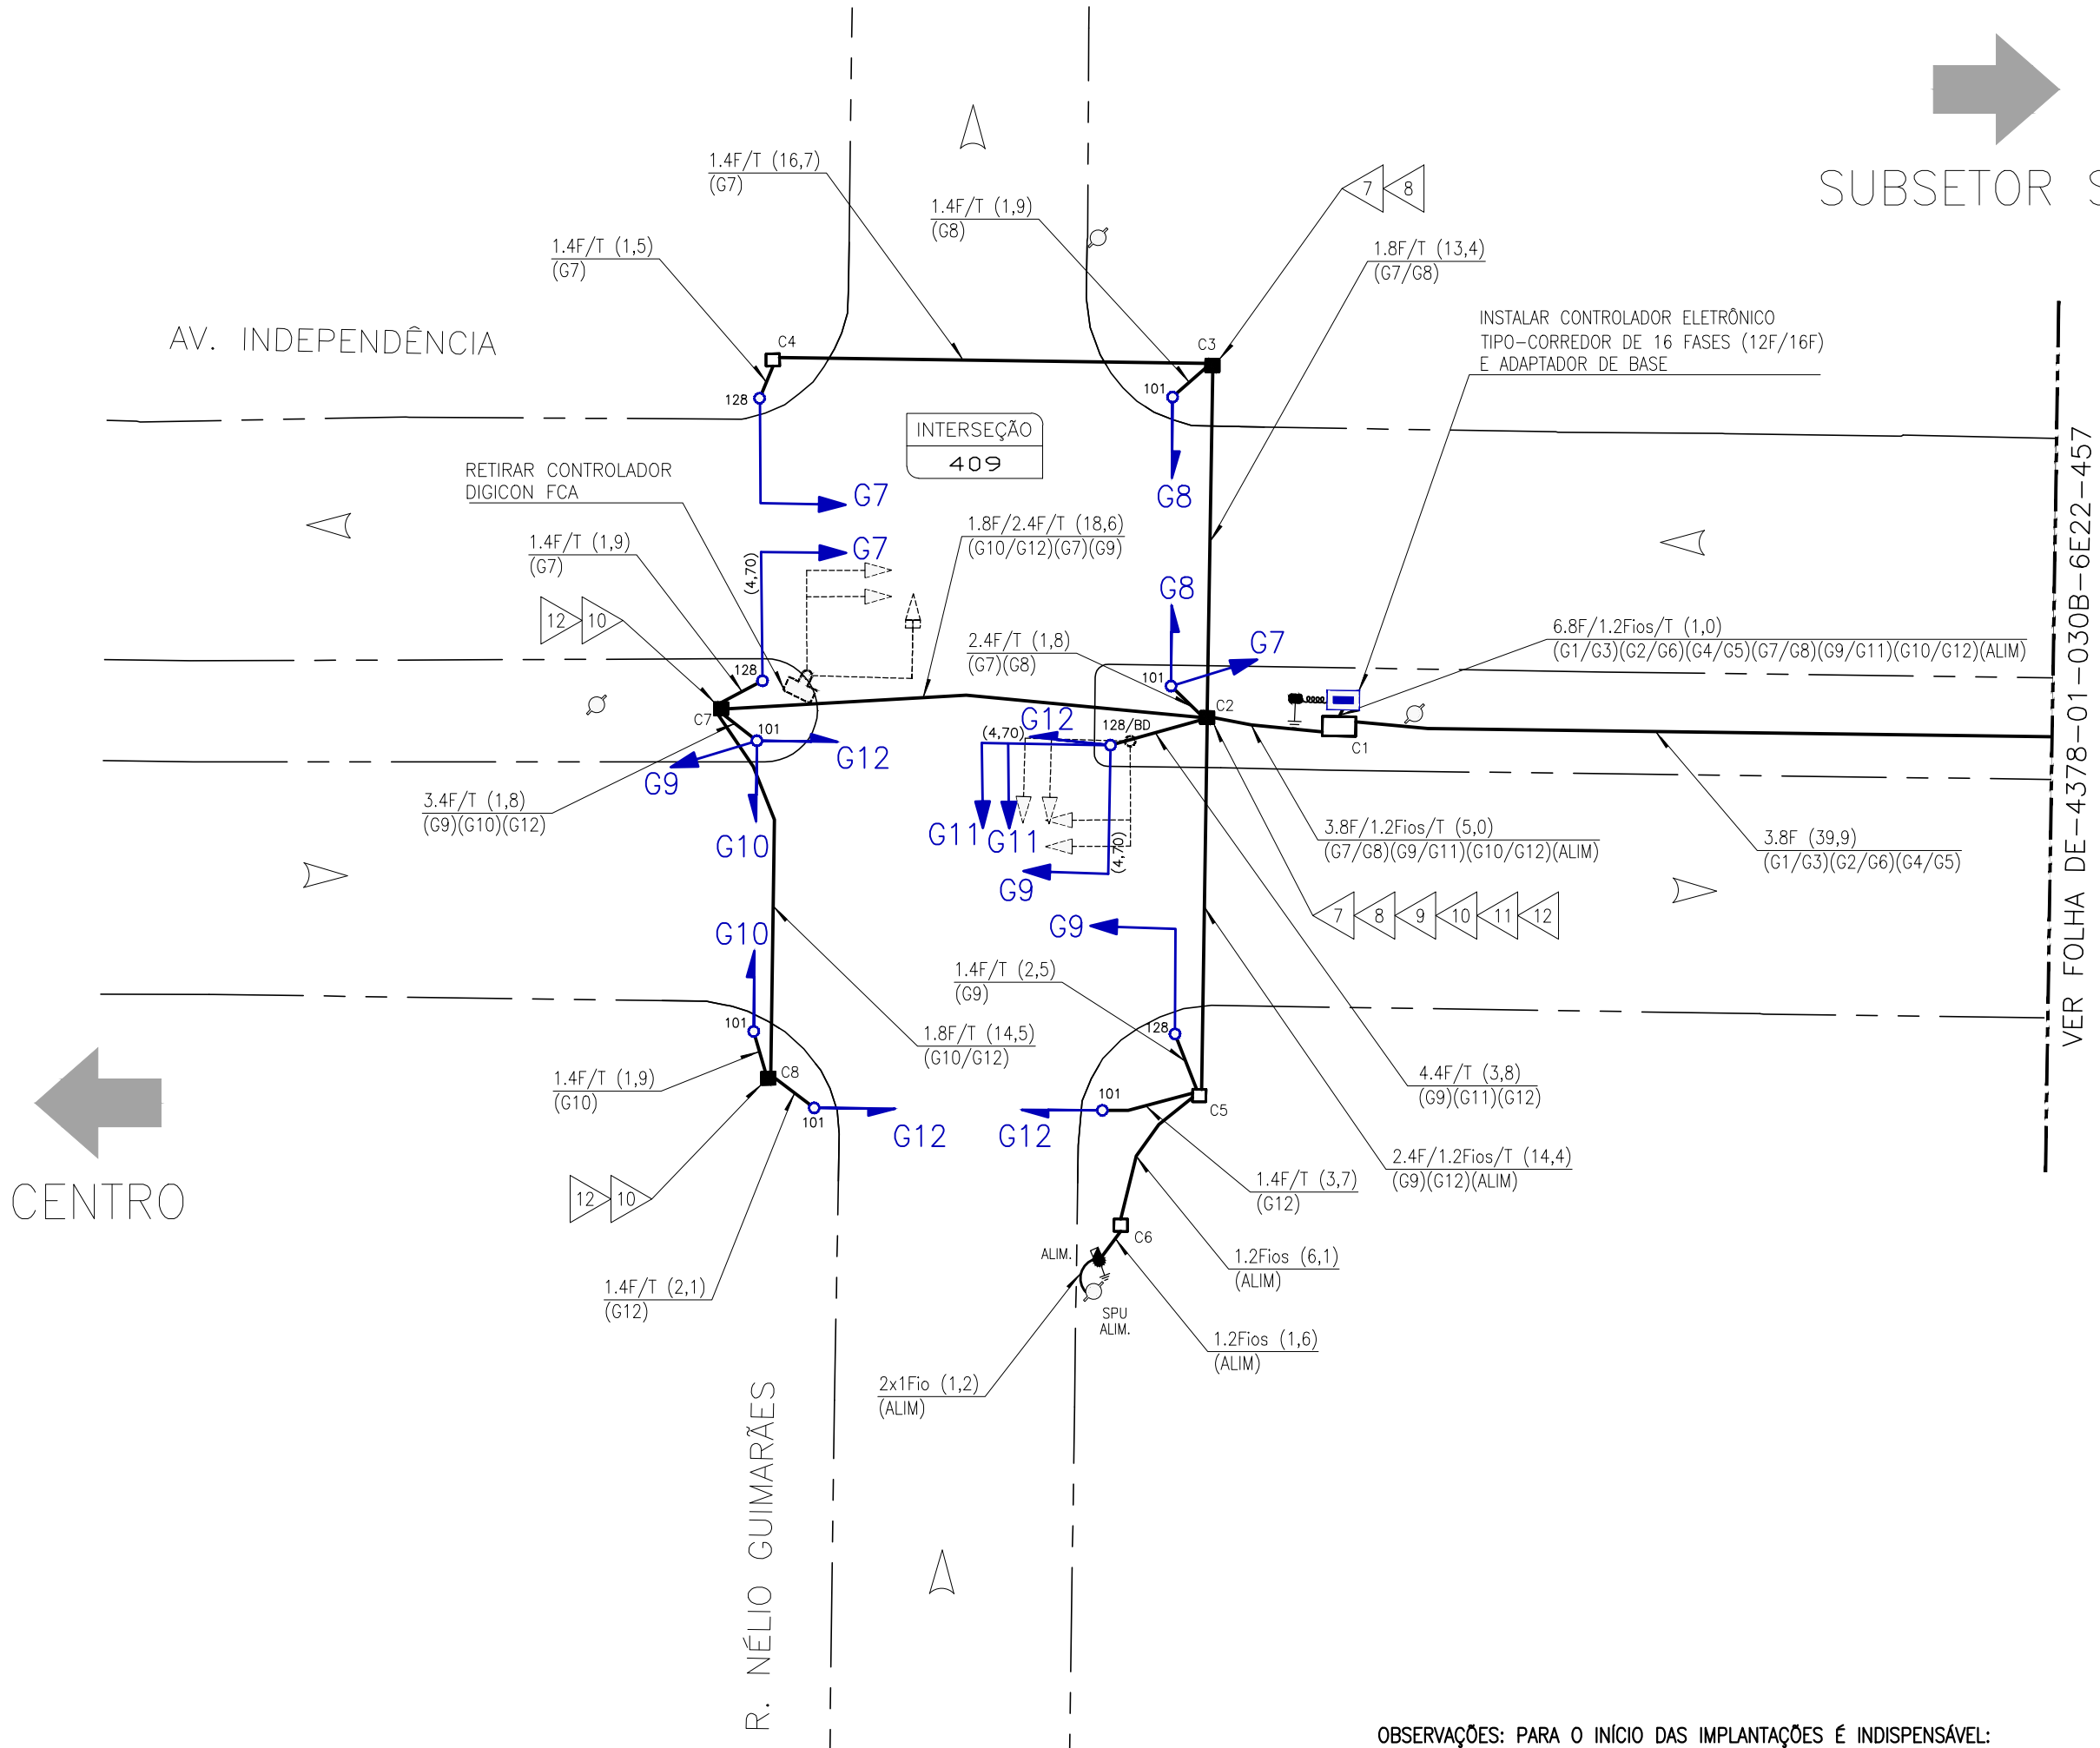 SUBSETOR S
1.4F/T (16,7)
(G7)
1.4F/T (1,9)
(G8)
7 8
1.4F/T (1,5)
(G7)
1.8F/T (13,4)
(G7/G8)
INSTALAR CONTROLADOR ELETRÔNICO
TIPO-CORREDOR DE 16 FASES (12F/16F)
E ADAPTADOR DE BASE
AV. INDEPENDÊNCIA
C4
C3
128
101
INTERSEÇÃO
409
RETIRAR CONTROLADOR
DIGICON FCA
G7
G8
1.8F/2.4F/T (18,6)
(G10/G12)(G7)(G9)
1.4F/T (1,9)
(G7)
G7
(4,70)
G8
12 10
2.4F/T (1,8)
(G7)(G8)
G7
6.8F/1.2Fios/T (1,0)
(G1/G3)(G2/G6)(G4/G5)(G7/G8)(G9/G11)(G10/G12)(ALIM)
128
101
C7
C2
C1
101
G12
128/BD
(4,70)
G12
G9
3.4F/T (1,8)
(G9)(G10)(G12)
G10
G11
G11
(4,70)
G9
3.8F/1.2Fios/T (5,0)
(G7/G8)(G9/G11)(G10/G12)(ALIM)
3.8F (39,9)
(G1/G3)(G2/G6)(G4/G5)
7 8 9 10 11 12
VER FOLHA DE-4378-01-030B-6E22-457
G10
G9
1.4F/T (2,5)
(G9)
101
128
1.8F/T (14,5)
(G10/G12)
1.4F/T (1,9)
(G10)
C8
4.4F/T (3,8)
(G9)(G11)(G12)
101
101
C5
G12
G12
2.4F/1.2Fios/T (14,4)
(G9)(G12)(ALIM)
1.4F/T (3,7)
(G12)
CENTRO
12 10
C6
ALIM.
1.2Fios (6,1)
(ALIM)
1.4F/T (2,1)
(G12)
SPU
ALIM.
1.2Fios (1,6)
(ALIM)
2x1Fio (1,2)
(ALIM)
R. NÉLIO GUIMARÃES
OBSERVAÇÕES: PARA O INÍCIO DAS IMPLANTAÇÕES É INDISPENSÁVEL: